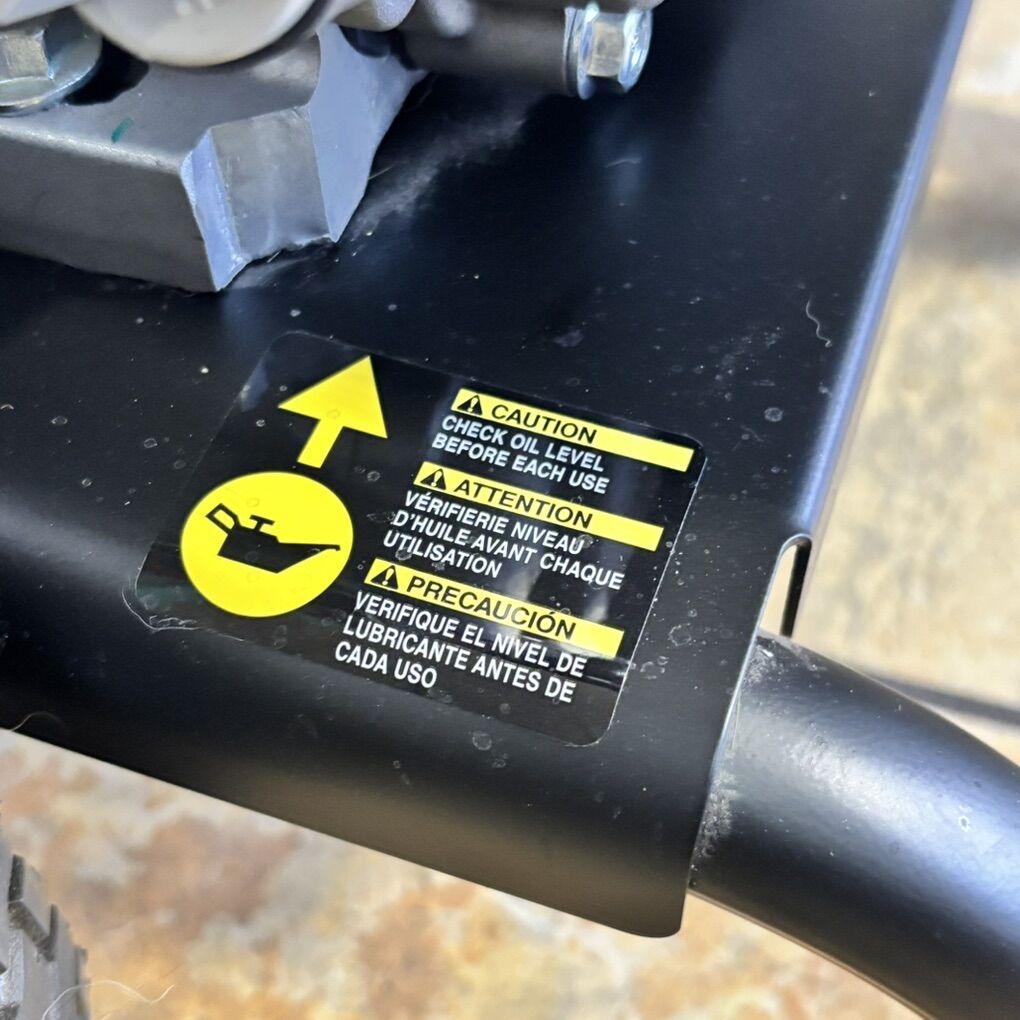 CAUTION
CHECK OIL LEVEL
BEFORE EACH USE
ATTENTION
VÉRIFIERIE NIVEAU
D'HUILE AVANT CHAQUE
UTILISATION
PRECAUCIÓN
VERIFIQUE EL NIVEL DE
LUBRICANTE ANTES DE
CADA USO